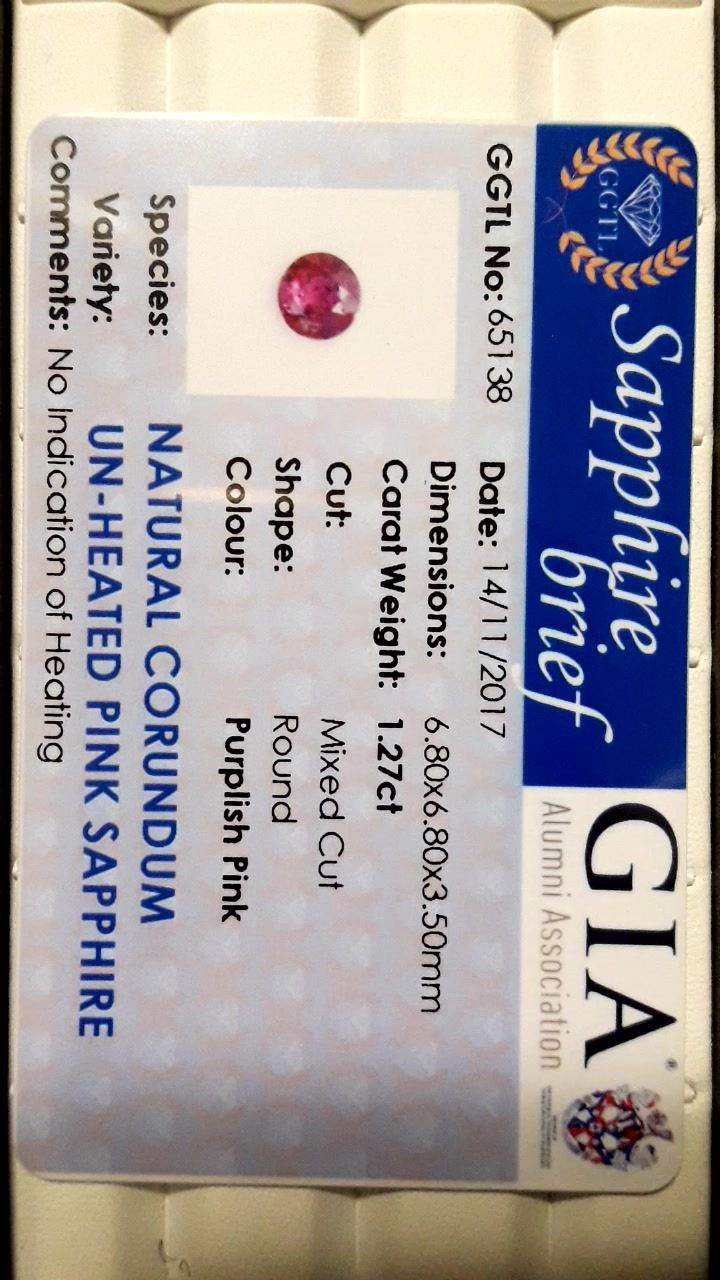 GGTL
Sapphire
brief
GIA®
Alumni Association
GGTL No: 65138
Date: 14/11/2017
Dimensions: 6.80x6.80x3.50mm
Carat Weight: 1.27ct
Cut: Mixed Cut
Shape: Round
Colour: Purplish Pink
Species: NATURAL CORUNDUM
Variety: UN-HEATED PINK SAPPHIRE
Comments: No Indication of Heating